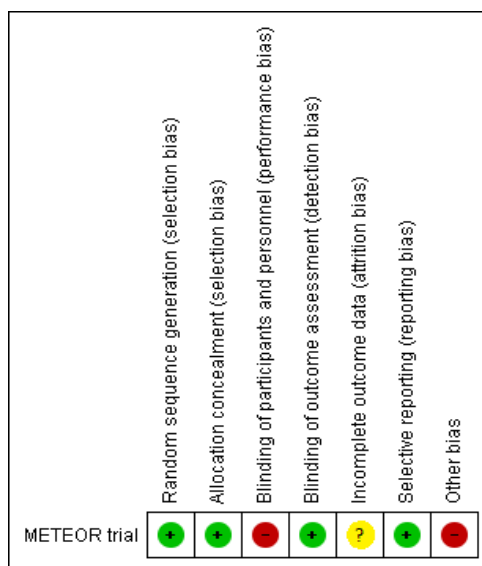 Random sequence generation (selection bias)
Allocation concealment (selection bias)
Blinding of participants and personnel (performance bias)
Blinding of outcome assessment (detection bias)
Incomplete outcome data (attrition bias)
Selective reporting (reporting bias)
Other bias
METEOR trial + + - + ? + -